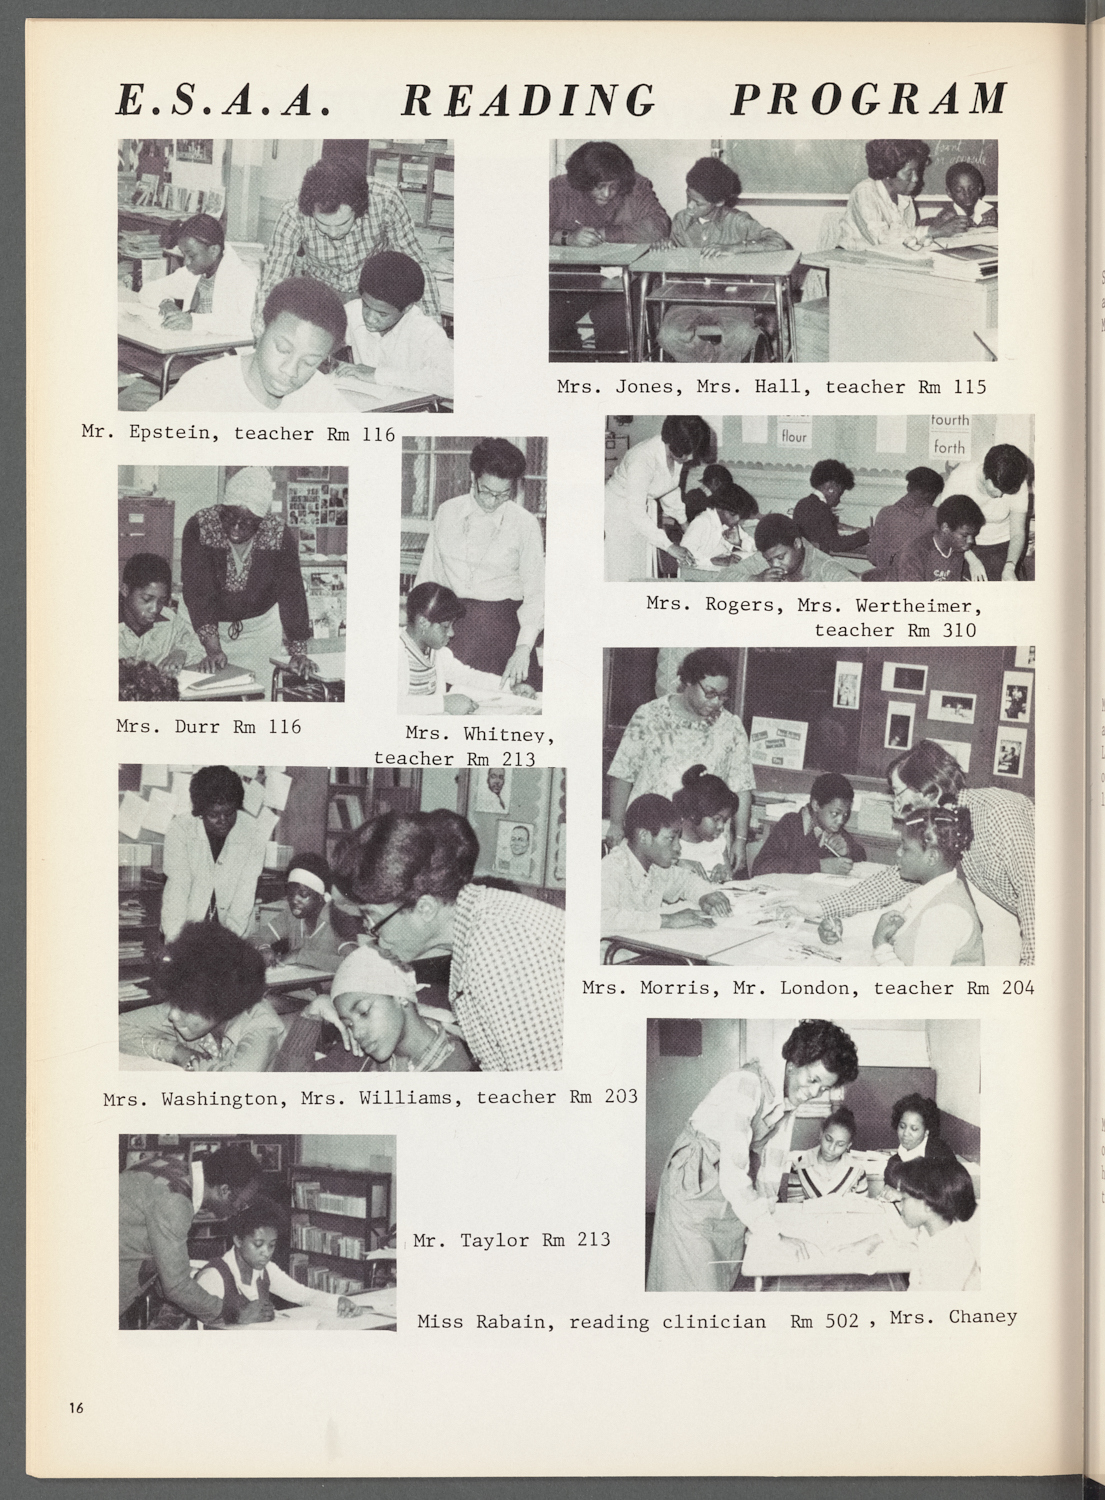 E.S.A.A. READING PROGRAM
Mrs. Jones, Mrs. Hall, teacher Rm 115
Mr. Epstein, teacher Rm 116
flour
fourth
forth
Mrs. Rogers, Mrs. Wertheimer,
teacher Rm 310
Mrs. Durr Rm 116
Mrs. Whitney,
teacher Rm 213
Mrs. Morris, Mr. London, teacher Rm 204
Mrs. Washington, Mrs. Williams, teacher Rm 203
Mr. Taylor Rm 213
Miss Rabain, reading clinician Rm 502 , Mrs. Chaney
16